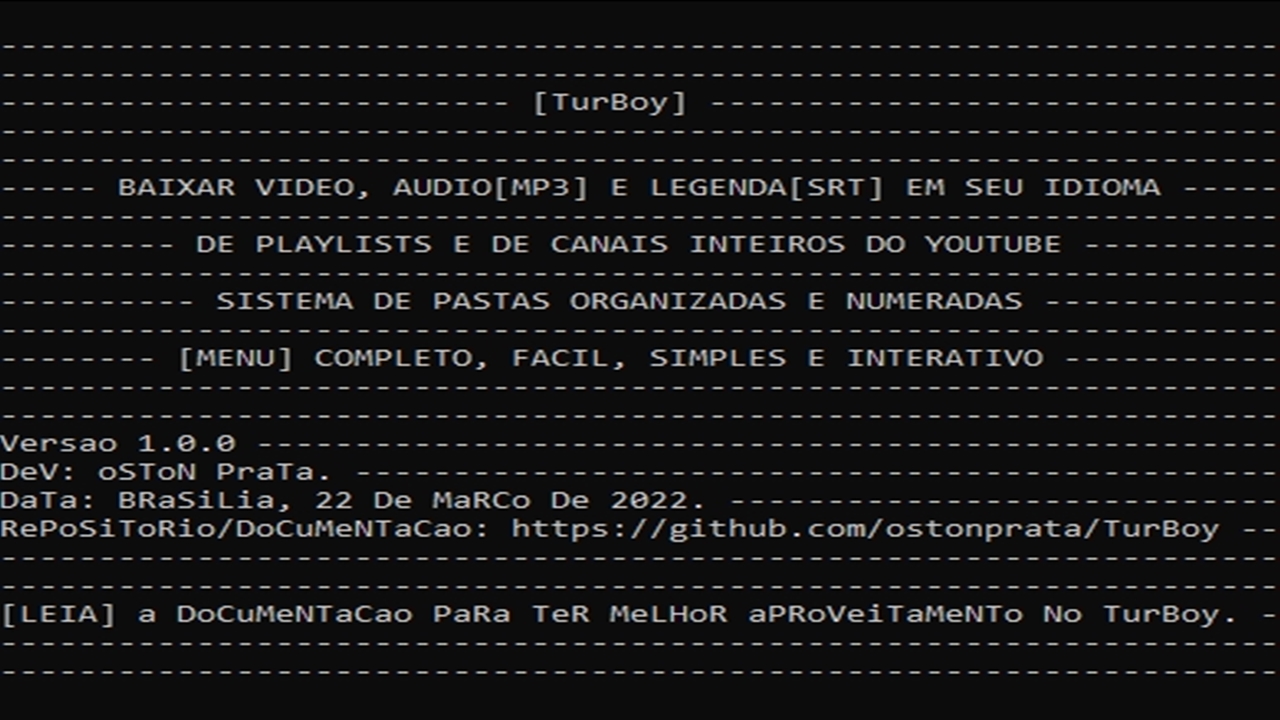 --------------------------------------------------------------------------------
--------------------------------------------------------------------------------
-------------------------- [TurBoy] -----------------------------
-----------------------------------------------------------------
-----------------------------------------------------------------
----- BAIXAR VIDEO, AUDIO[MP3] E LEGENDA[SRT] EM SEU IDIOMA -----
-----------------------------------------------------------------
--------- DE PLAYLISTS E DE CANAIS INTEIROS DO YOUTUBE ----------
-----------------------------------------------------------------
---------- SISTEMA DE PASTAS ORGANIZADAS E NUMERADAS ------------
-----------------------------------------------------------------
-------- [MENU] COMPLETO, FACIL, SIMPLES E INTERATIVO -----------
-----------------------------------------------------------------
-----------------------------------------------------------------
Versao 1.0.0 ----------------------------------------------------
DeV: oSToN PraTa. -----------------------------------------------
DaTa: BRaSiLia, 22 De MaRCo De 2022. ----------------------------
RePoSiToRio/DoCuMeNTaCao: https://github.com/ostonprata/TurBoy --
-----------------------------------------------------------------
-----------------------------------------------------------------
[LEIA] a DoCuMeNTaCao PaRa TeR MeLHoR aPRoVeiTaMeNTo No TurBoy. -
-----------------------------------------------------------------
-----------------------------------------------------------------